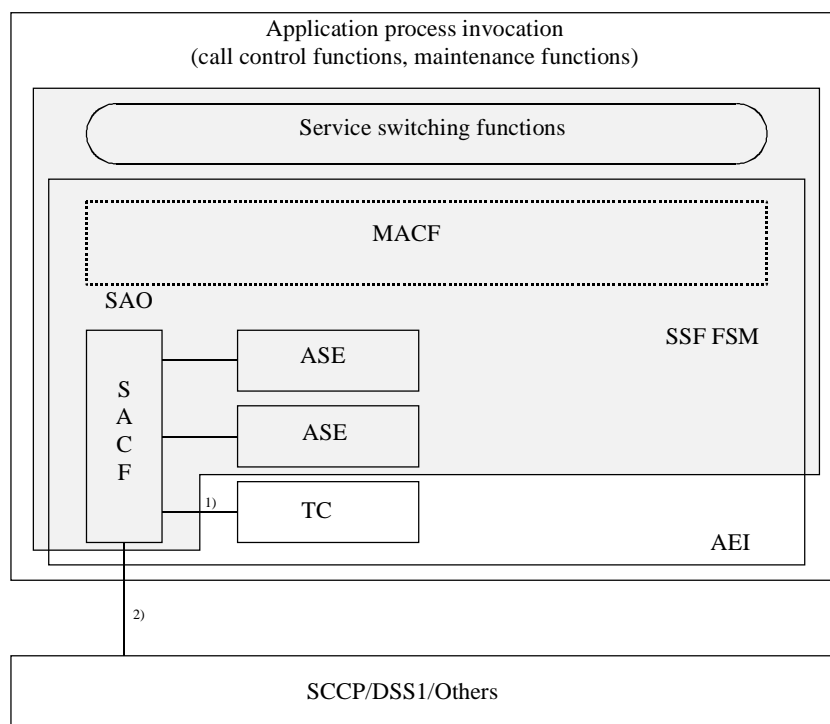 Application process invocation
(call control functions, maintenance functions)
Service switching functions
MACF
SAO
SSF FSM
ASE
S
A
C
F
ASE
1)
TC
AEI
2)
SCCP/DSS1/Others